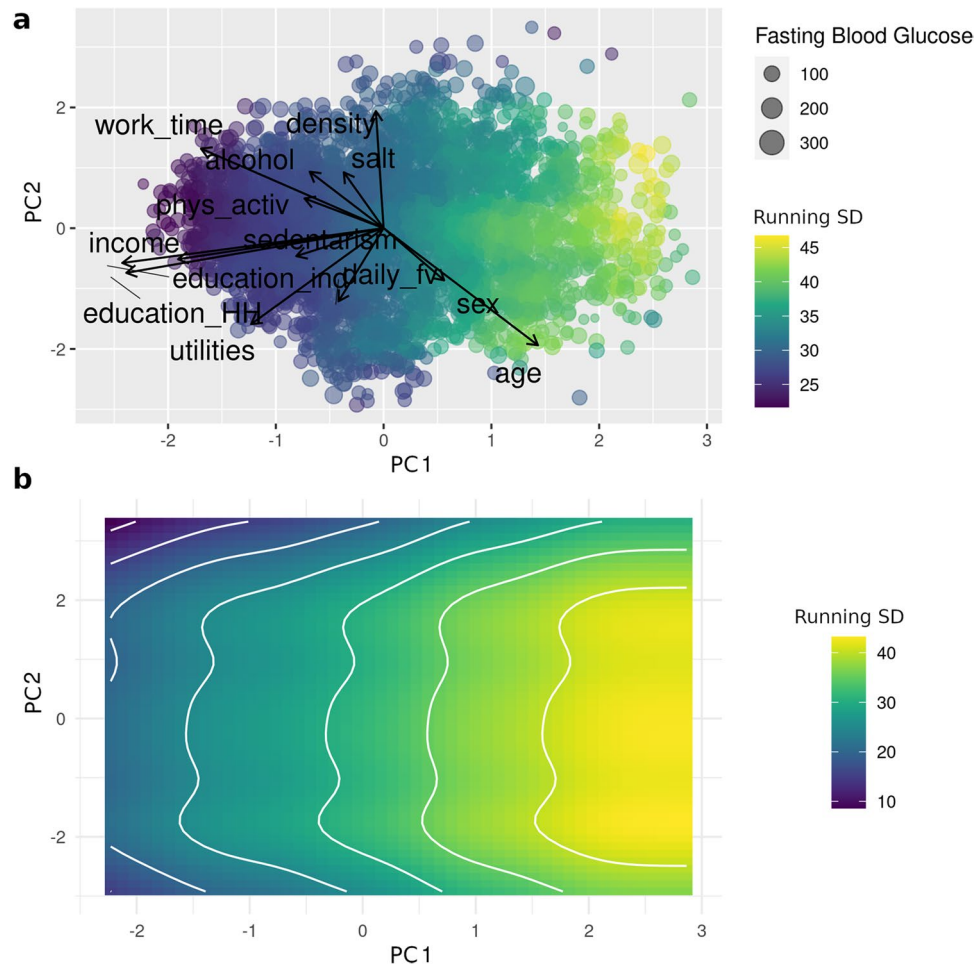 a
Fasting Blood Glucose
100
200
300
Running SD
45
40
35
30
25
PC2
2
0
-2
work_time
density
alcohol
salt
phys_activ
income
sedentarism
education_ind
daily_fv
education_HH
sex
utilities
age
-2 -1 0 1 2 3
PC1
b
PC2
2
0
-2
Running SD
40
30
20
10
-2 -1 0 1 2 3
PC1